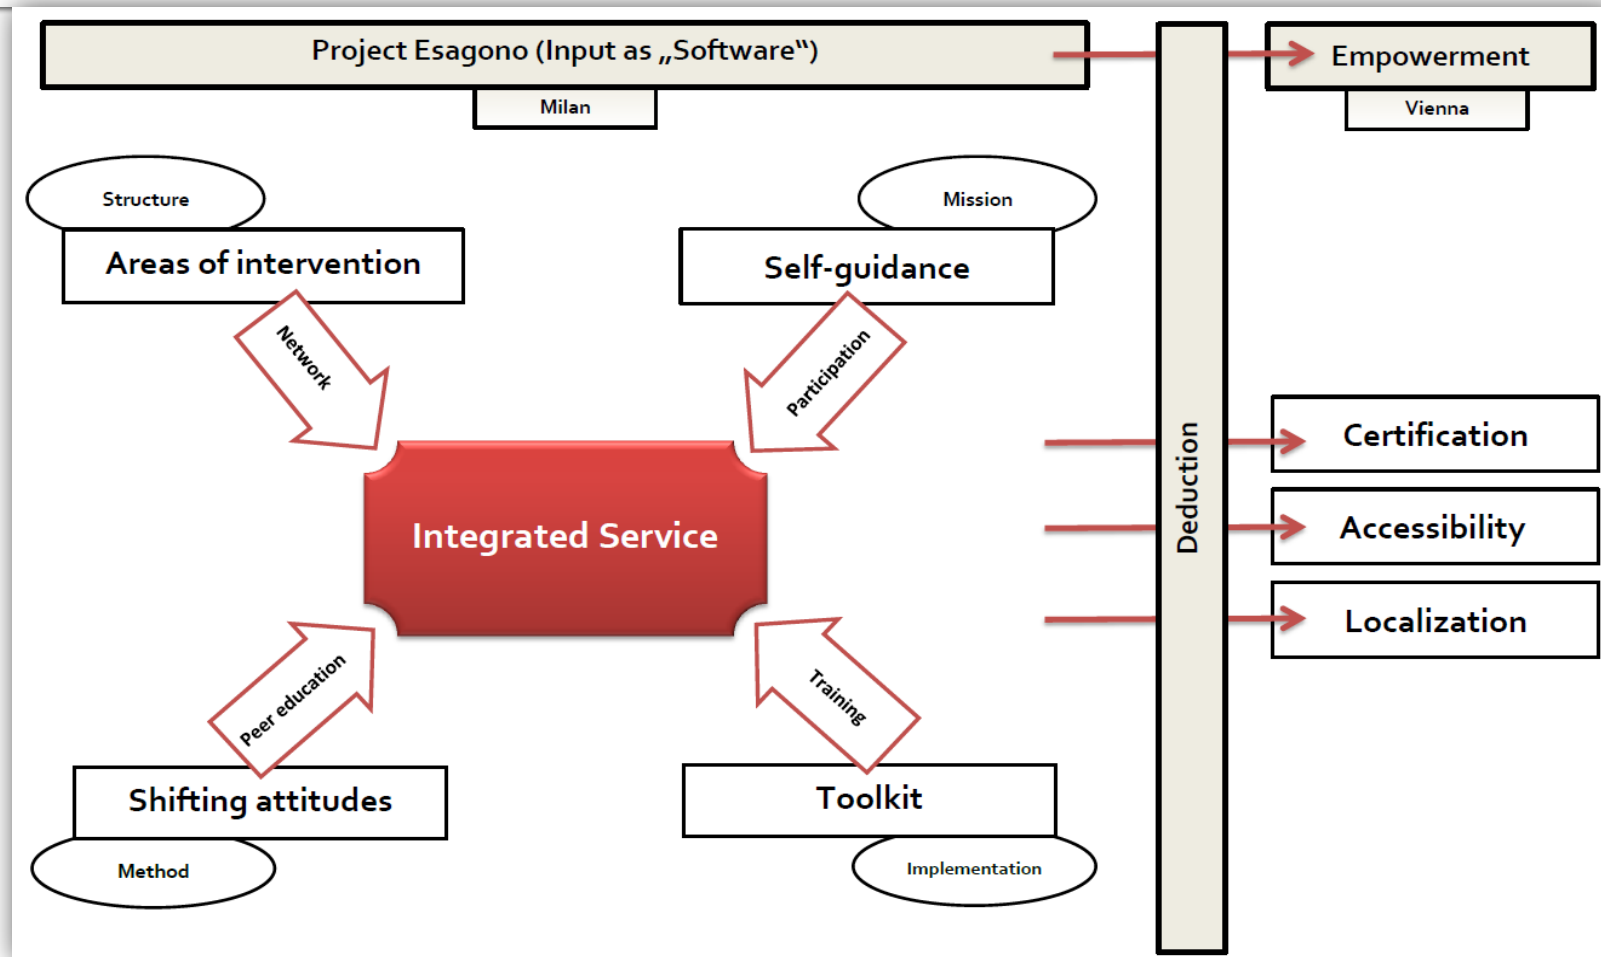 Project Esagono (Input as „Software“)
Empowerment
Milan
Vienna
Structure
Mission
Areas of intervention
Self-guidance
Network
Participation
Certification
Integrated Service
Deduction
Accessibility
Localization
Peer education
Training
Shifting attitudes
Toolkit
Method
Implementation